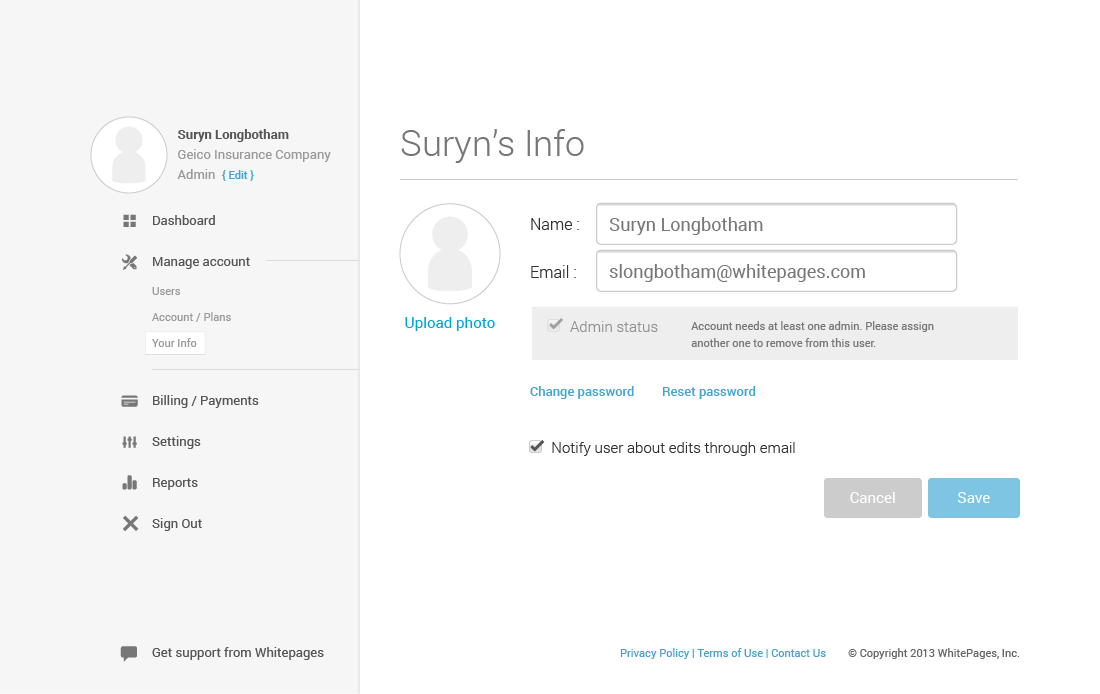 Suryn Longbotham
Geico Insurance Company
Admin { Edit }
Dashboard
Manage account
Users
Account / Plans
Your Info
Billing / Payments
Settings
Reports
Sign Out
Get support from Whitepages
Suryn’s Info
Upload photo
Name : Suryn Longbotham
Email : slongbotham@whitepages.com
Admin status
Account needs at least one admin. Please assign
another one to remove from this user.
Change password Reset password
Notify user about edits through email
Cancel Save
Privacy Policy | Terms of Use | Contact Us © Copyright 2013 WhitePages, Inc.